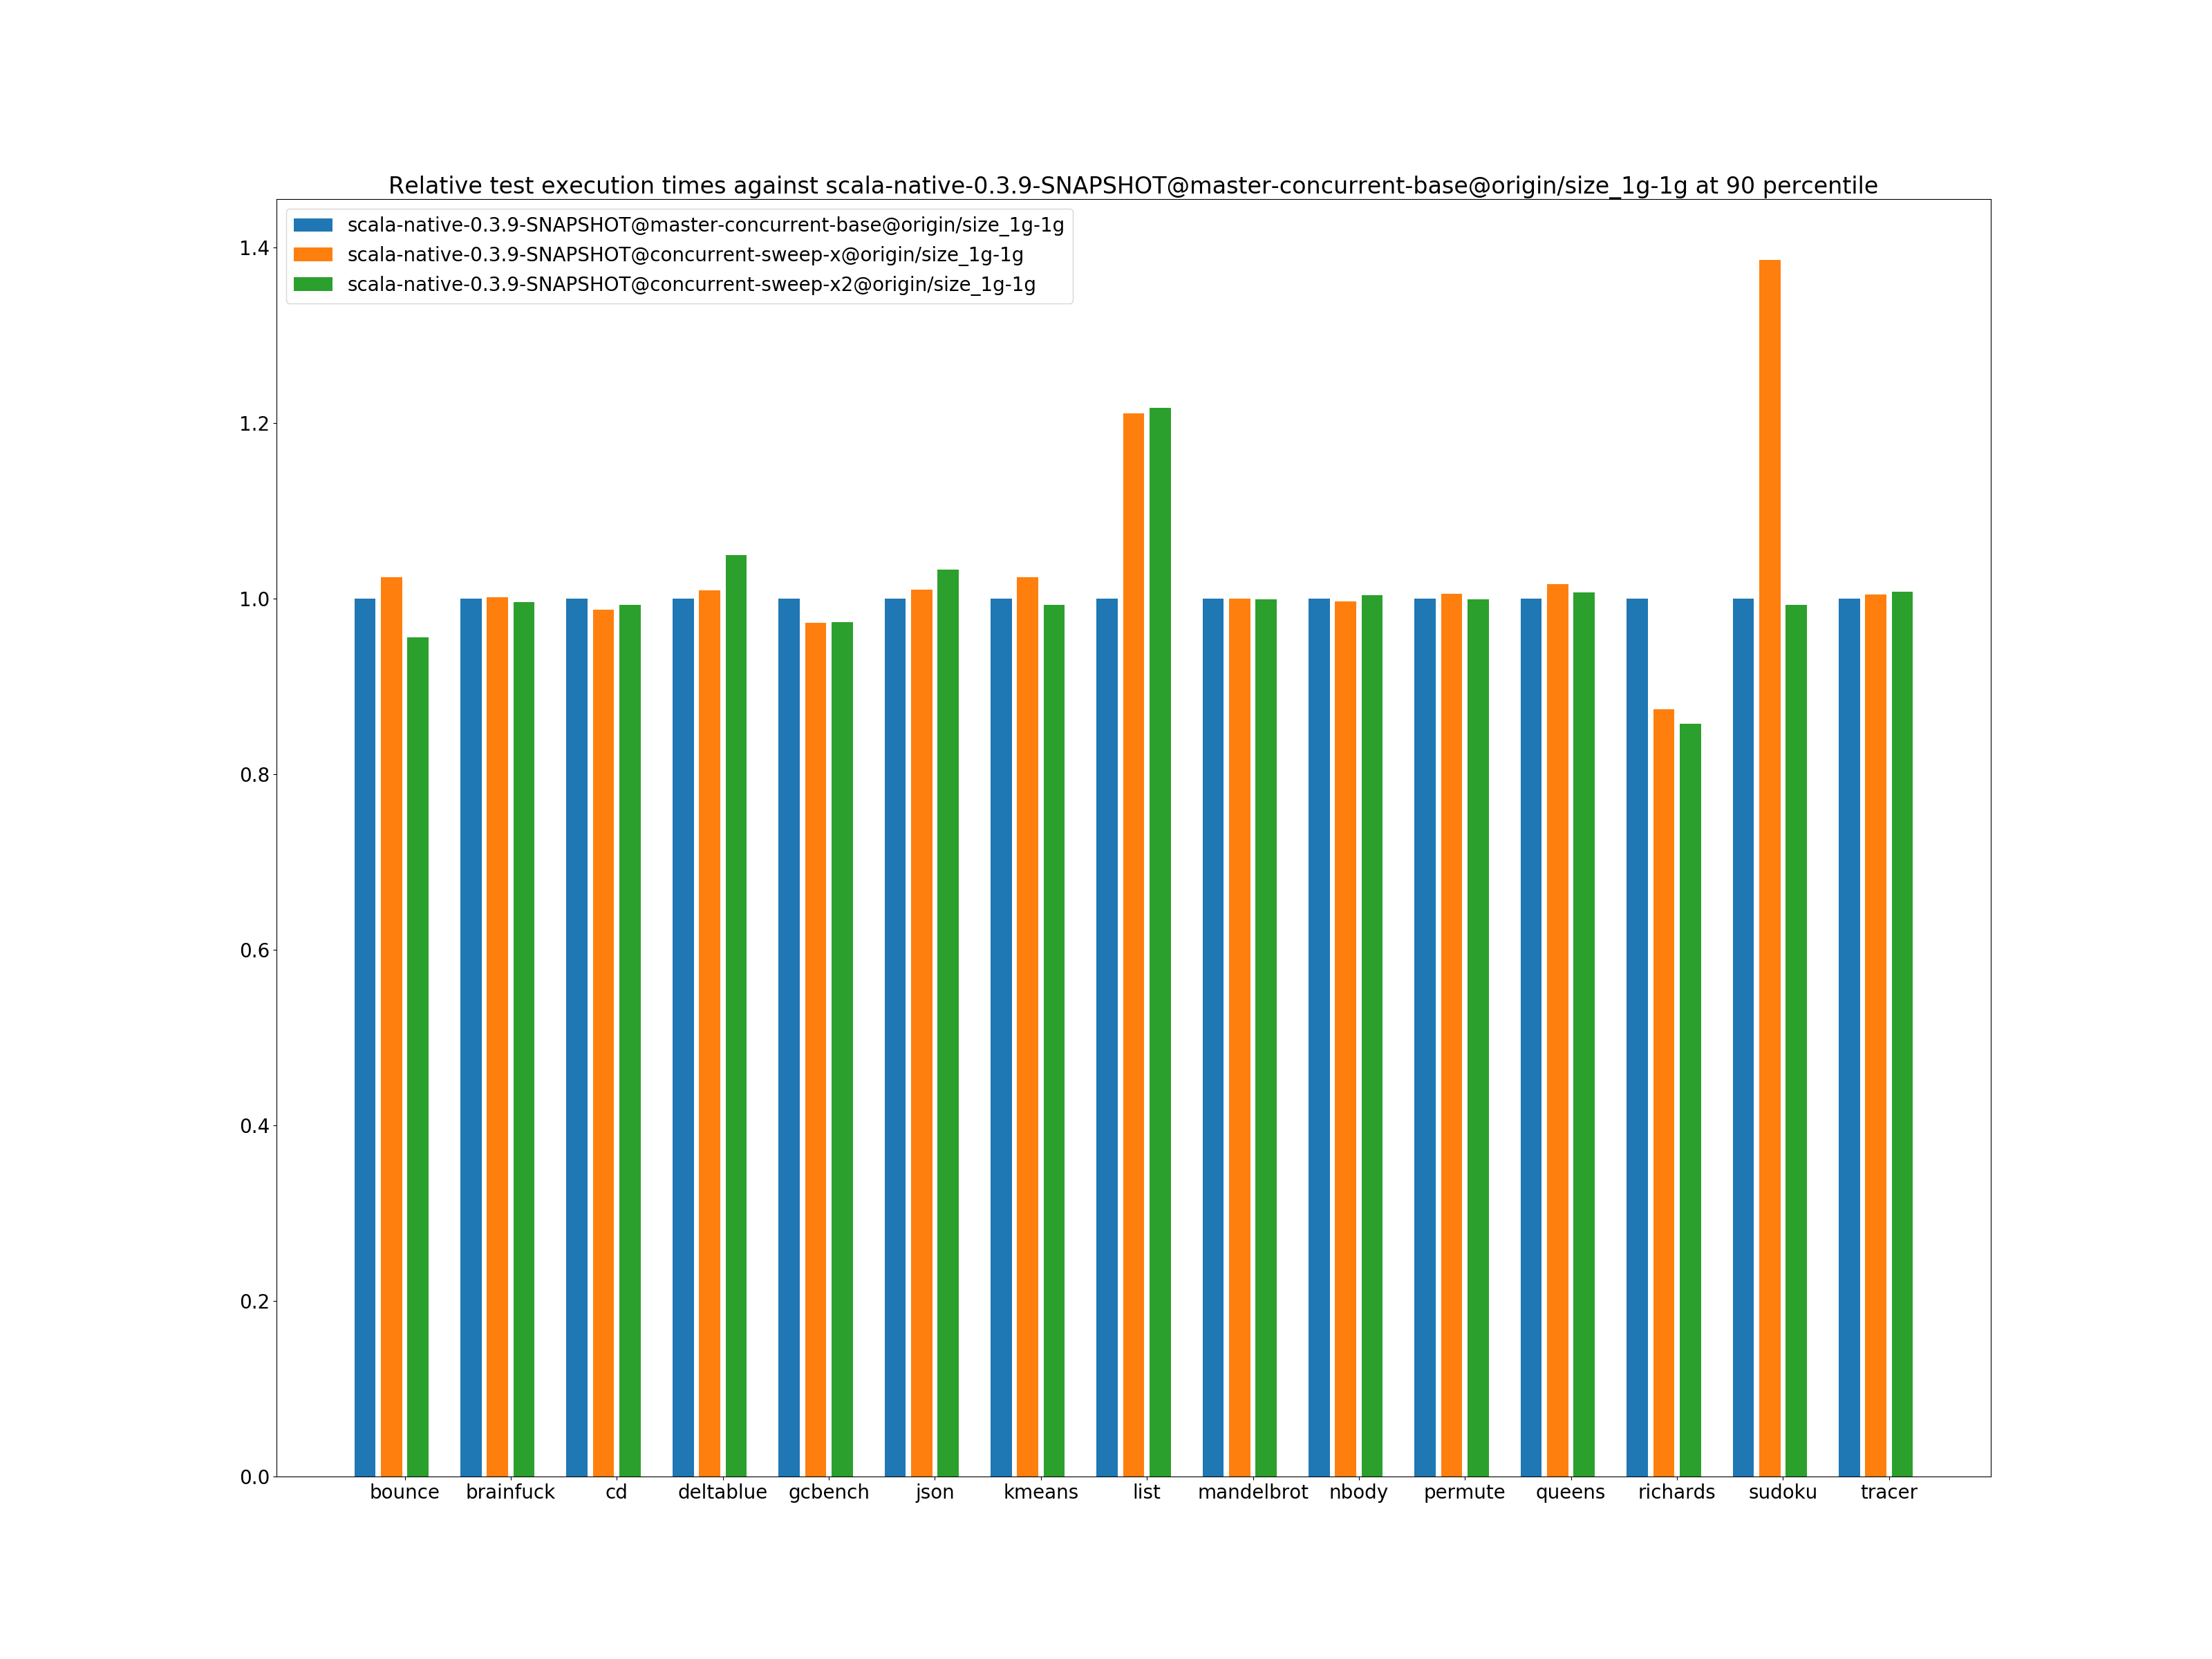 Relative test execution times against scala-native-0.3.9-SNAPSHOT@master-concurrent-base@origin/size_1g-1g at 90 percentile
scala-native-0.3.9-SNAPSHOT@master-concurrent-base@origin/size_1g-1g
scala-native-0.3.9-SNAPSHOT@concurrent-sweep-x@origin/size_1g-1g
scala-native-0.3.9-SNAPSHOT@concurrent-sweep-x2@origin/size_1g-1g
1.4
1.2
1.0
0.8
0.6
0.4
0.2
0.0
bounce brainfuck cd deltablue gcbench json kmeans list mandelbrot nbody permute queens richards sudoku tracer